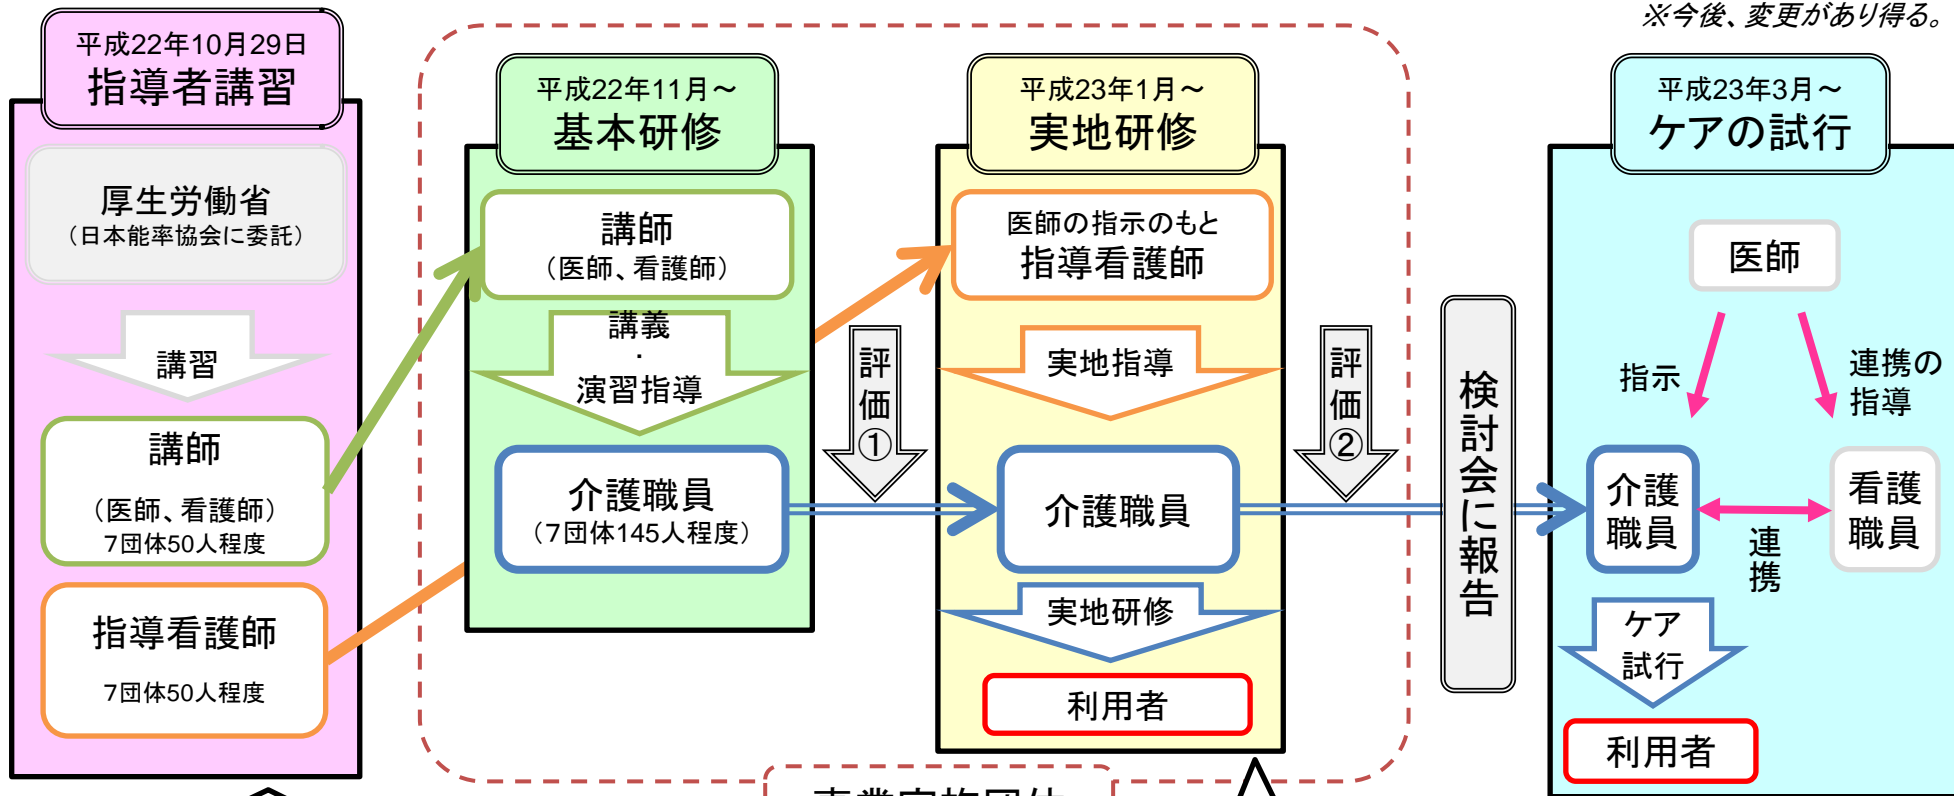 ※今後、変更があり得る。
平成22年10月29日
指導者講習
厚生労働省
（日本能率協会に委託）
講習
講師
（医師、看護師）
7団体50人程度
指導看護師
7団体50人程度
平成22年11月～
基本研修
講師
（医師、看護師）
講義
・
演習指導
介護職員
（7団体145人程度）
評価①
平成23年1月～
実地研修
医師の指示のもと
指導看護師
実地指導
介護職員
実地研修
利用者
評価②
検討会に報告
平成23年3月～
ケアの試行
医師
指示
連携の
指導
介護
職員
看護
職員
連携
ケア
試行
利用者